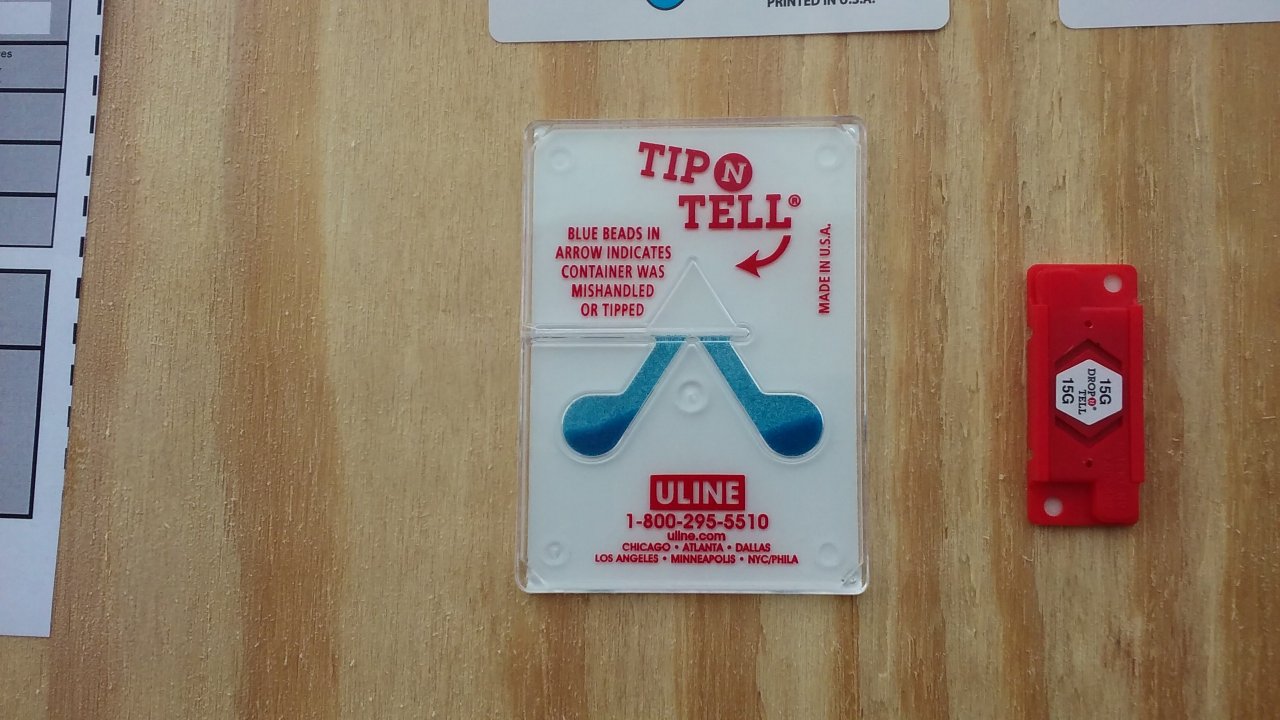 PRINTED IN U.S.A.
TIP N
TELL®
BLUE BEADS IN
ARROW INDICATES
CONTAINER WAS
MISHANDLED
OR TIPPED
MADE IN U.S.A.
ULINE
1-800-295-5510
uline.com
CHICAGO • ATLANTA • DALLAS
LOS ANGELES • MINNEAPOLIS • NYC/PHILA
15G
DROP N
TELL®
15G